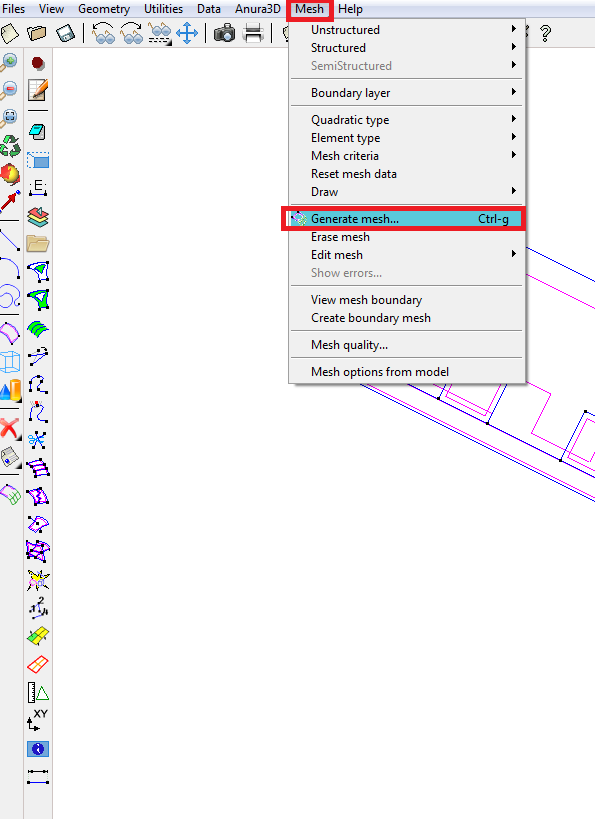 Files View Geometry Utilities Data Anura3D Mesh Help
Unstructured
Structured
SemiStructured
Boundary layer
Quadratic type
Element type
Mesh criteria
Reset mesh data
Draw
Generate mesh... Ctrl-g
Erase mesh
Edit mesh
Show errors...
View mesh boundary
Create boundary mesh
Mesh quality...
Mesh options from model
E
2
XY